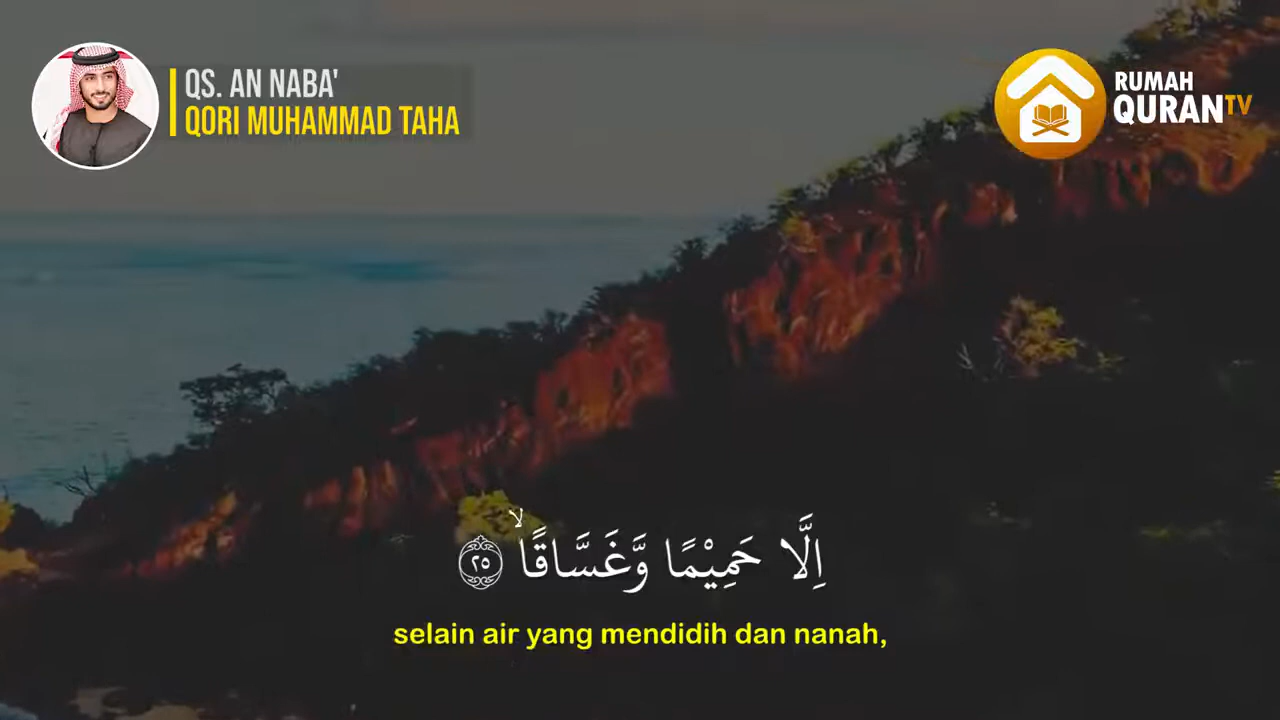 QS. AN NABA'
QORI MUHAMMAD TAHA
RUMAH
QURANTV
اِلَّا حَمِيْمًا وَّغَسَّاقًاۙ ٢٥
selain air yang mendidih dan nanah,